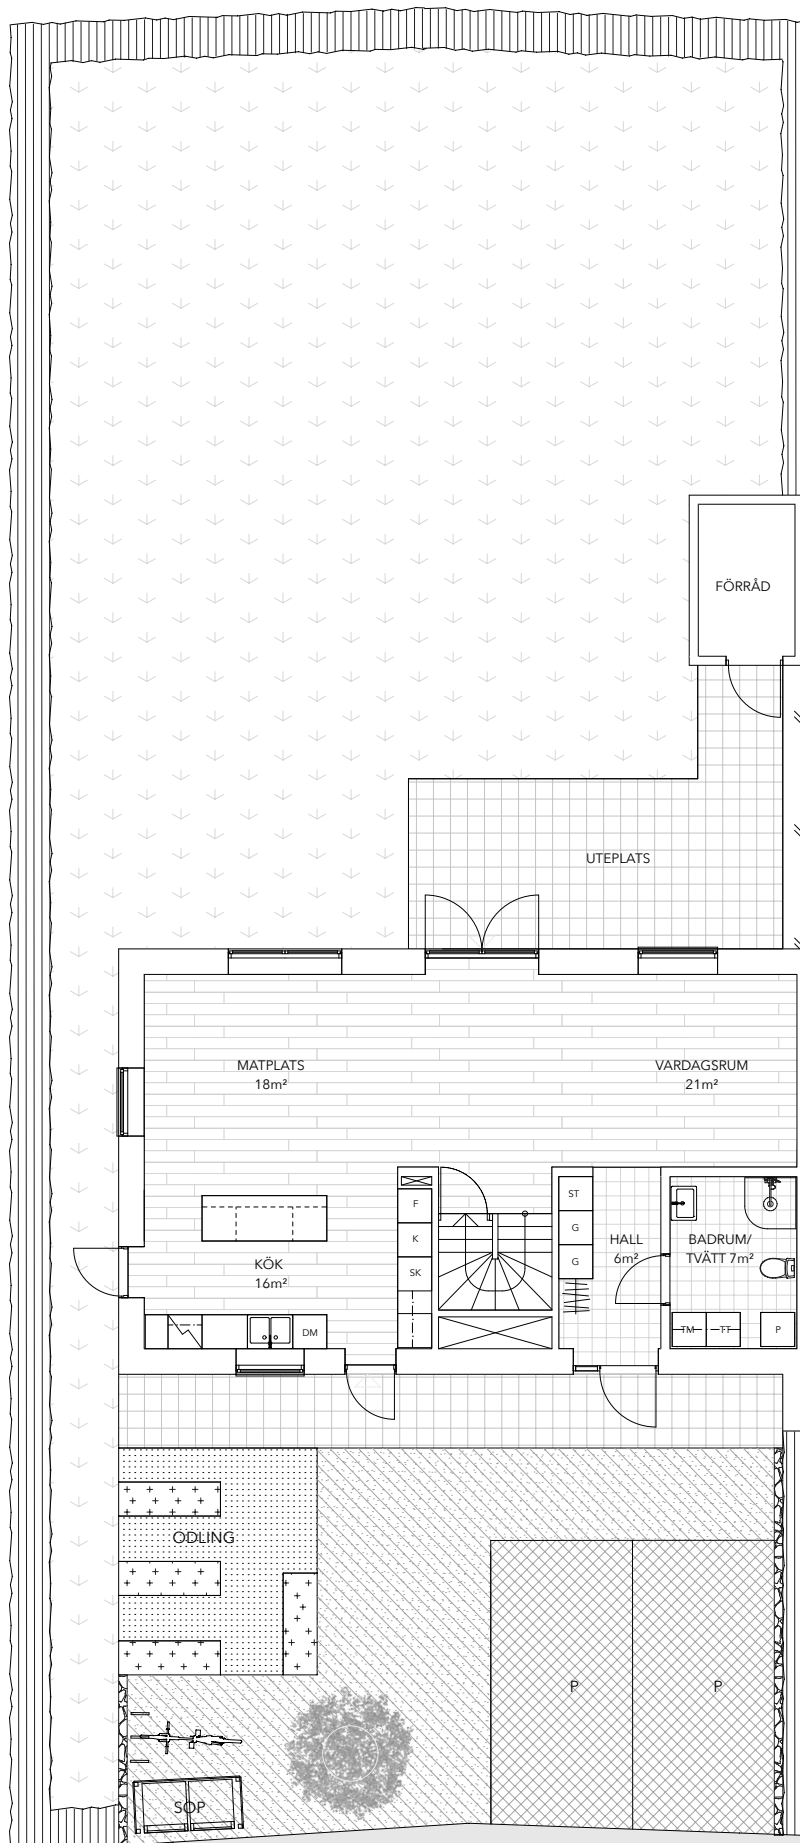 FÖRRÅD
UTEPLATS
MATPLATS
18m²
VARDAGSRUM
21m²
F
K
SK
ST
G
G
HALL
6m²
BADRUM/
TVÄTT 7m²
KÖK
16m²
DM
TM
TT
P
ODLING
P
P
SOP